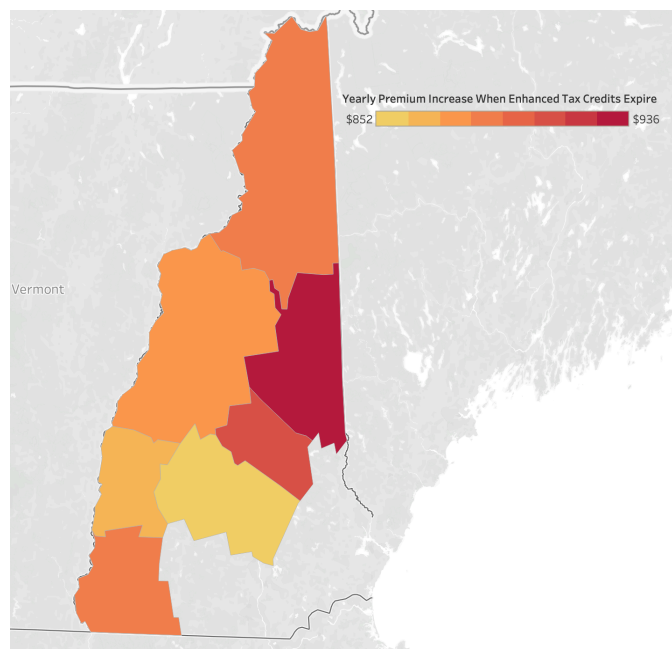 Yearly Premium Increase When Enhanced Tax Credits Expire
$852 $936
Vermont